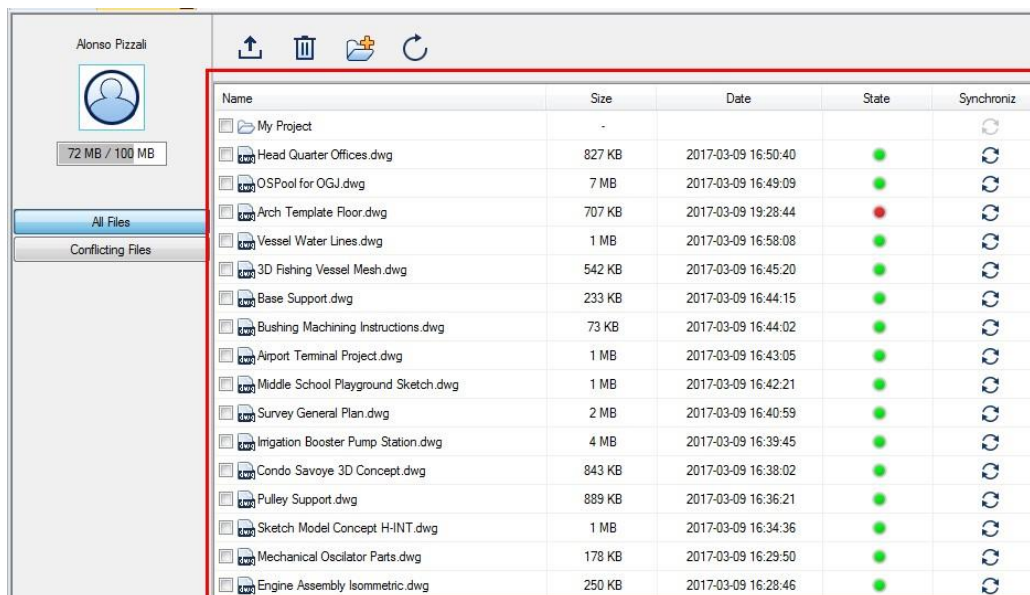 Alonso Pizzali
72 MB / 100 MB
All Files
Conflicting Files
Name Size Date State Synchroniz
My Project -
Head Quarter Offices.dwg 827 KB 2017-03-09 16:50:40
OSPool for OGJ.dwg 7 MB 2017-03-09 16:49:09
Arch Template Floor.dwg 707 KB 2017-03-09 19:28:44
Vessel Water Lines.dwg 1 MB 2017-03-09 16:58:08
3D Fishing Vessel Mesh.dwg 542 KB 2017-03-09 16:45:20
Base Support.dwg 233 KB 2017-03-09 16:44:15
Bushing Machining Instructions.dwg 73 KB 2017-03-09 16:44:02
Airport Terminal Project.dwg 1 MB 2017-03-09 16:43:05
Middle School Playground Sketch.dwg 1 MB 2017-03-09 16:42:21
Survey General Plan.dwg 2 MB 2017-03-09 16:40:59
Irrigation Booster Pump Station.dwg 4 MB 2017-03-09 16:39:45
Condo Savoye 3D Concept.dwg 843 KB 2017-03-09 16:38:02
Pulley Support.dwg 889 KB 2017-03-09 16:36:21
Sketch Model Concept H-INT.dwg 1 MB 2017-03-09 16:34:36
Mechanical Oscilator Parts.dwg 178 KB 2017-03-09 16:29:50
Engine Assembly Isommetric.dwg 250 KB 2017-03-09 16:28:46